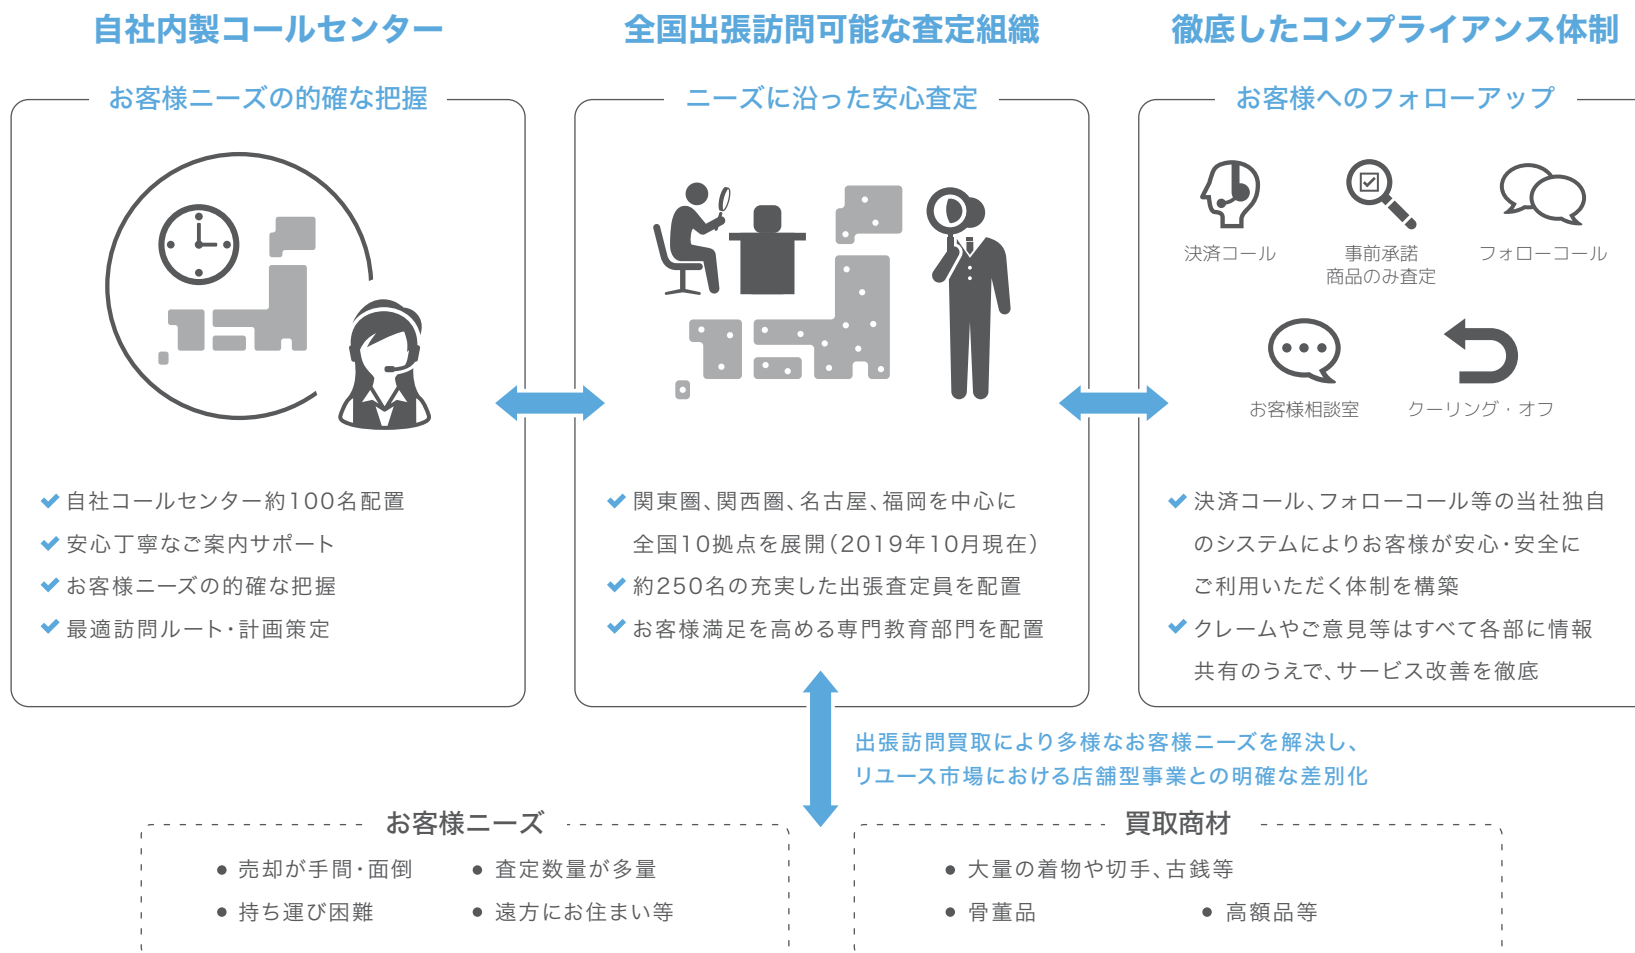 自社内製コールセンター
お客様ニーズの的確な把握
自社コールセンター約100名配置
安心丁寧なご案内サポート
お客様ニーズの的確な把握
最適訪問ルート・計画策定
全国出張訪問可能な査定組織
ニーズに沿った安心査定
関東圏、関西圏、名古屋、福岡を中心に
全国10拠点を展開（2019年10月現在）
約250名の充実した出張査定員を配置
お客様満足を高める専門教育部門を配置
徹底したコンプライアンス体制
お客様へのフォローアップ
決済コール
事前承諾
商品のみ査定
フォローコール
お客様相談室
クーリング・オフ
決済コール、フォローコール等の当社独自
のシステムによりお客様が安心・安全に
ご利用いただく体制を構築
クレームやご意見等はすべて各部に情報
共有のうえで、サービス改善を徹底
出張訪問買取により多様なお客様ニーズを解決し、
リユース市場における店舗型事業との明確な差別化
お客様ニーズ
● 売却が手間・面倒
● 査定数量が多量
● 持ち運び困難
● 遠方にお住まい等
買取商材
● 大量の着物や切手、古銭等
● 骨董品
● 高額品等